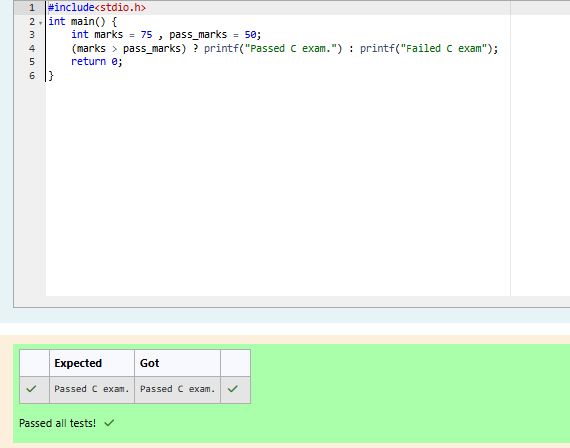 1 #include<stdio.h>
2 int main() {
3     int marks = 75 , pass_marks = 50;
4     (marks > pass_marks) ? printf("Passed C exam.") : printf("Failed C exam");
5     return 0;
6 }
Expected Got
Passed C exam. Passed C exam.
Passed all tests!